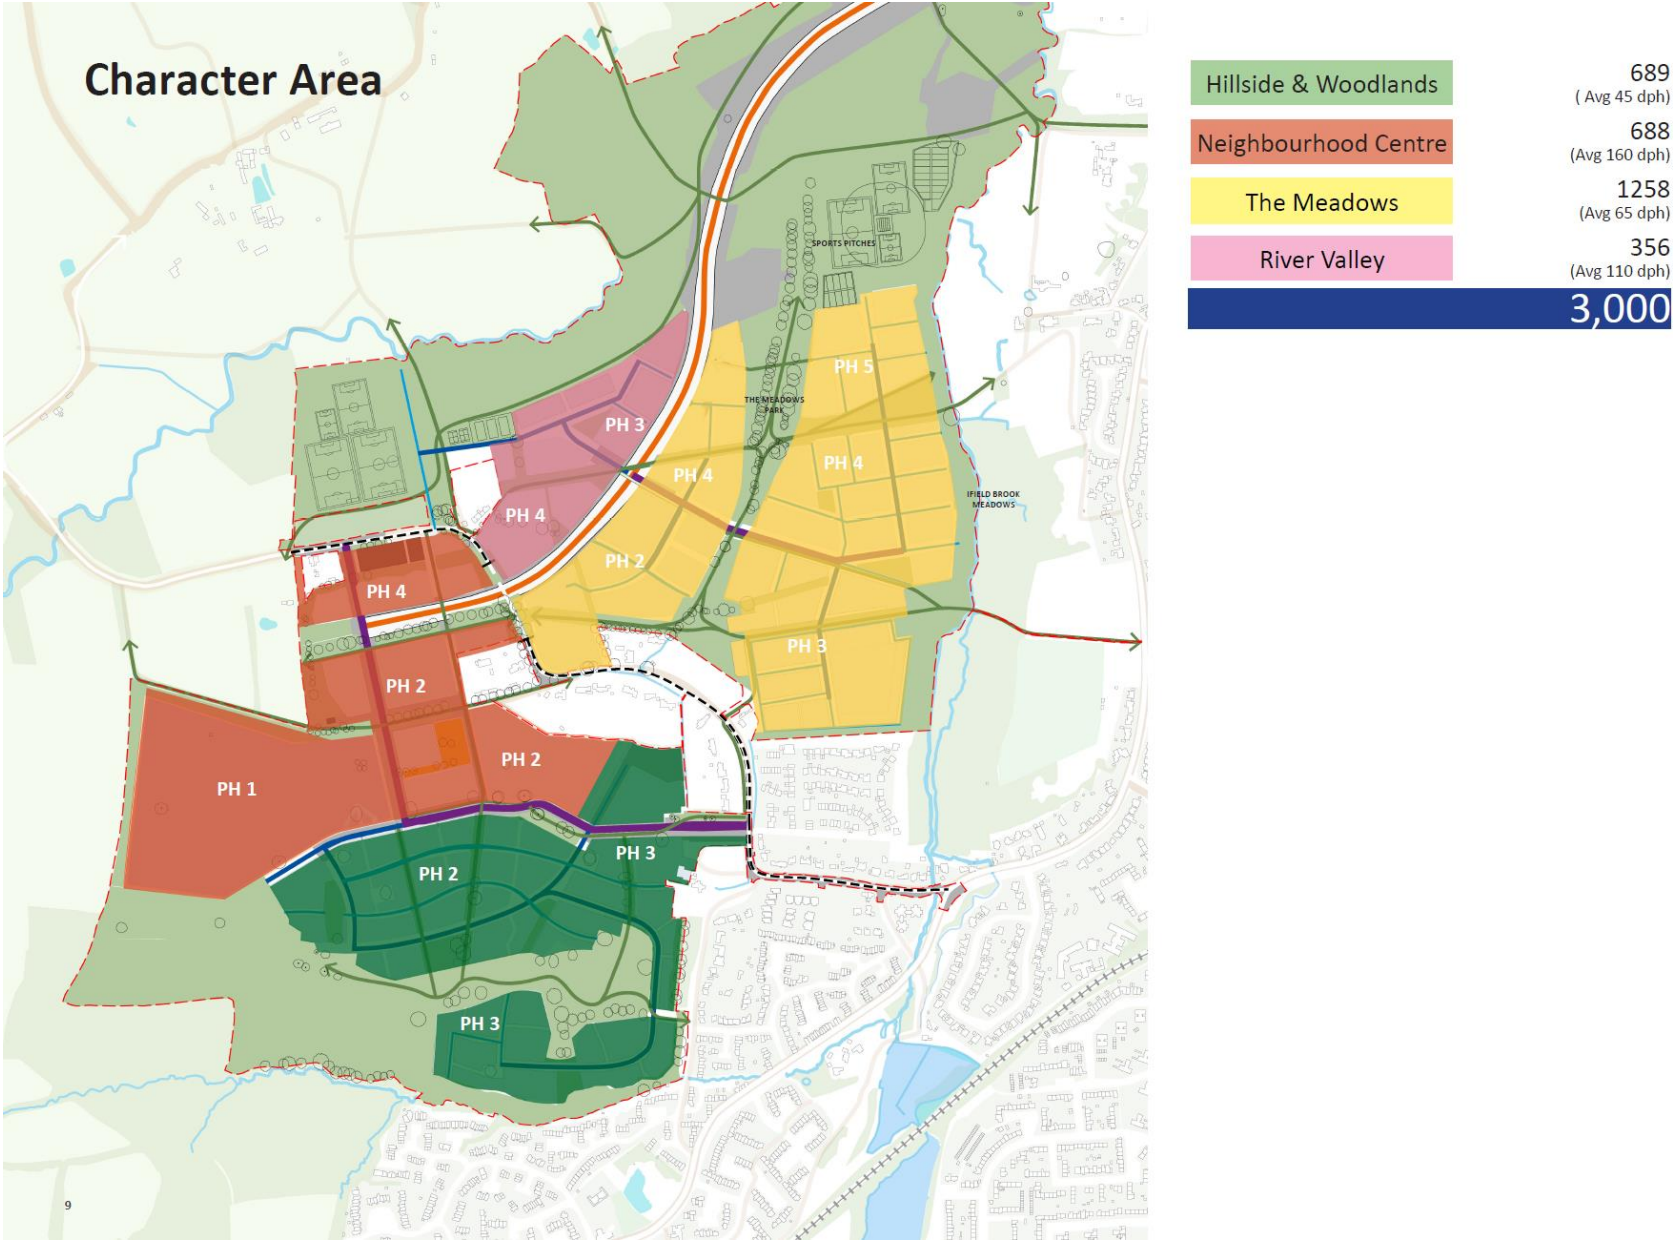 Character Area
Hillside & Woodlands 689
( Avg 45 dph)
Neighbourhood Centre 688
(Avg 160 dph)
The Meadows 1258
(Avg 65 dph)
River Valley 356
(Avg 110 dph)
3,000
SPORTS PITCHES
PH 5
THE MEADOWS
PARK
PH 3
PH 4
PH 4
IFIELD BROOK
MEADOWS
PH 4
PH 2
PH 4
PH 3
PH 2
PH 2
PH 1
PH 3
PH 2
PH 3
9